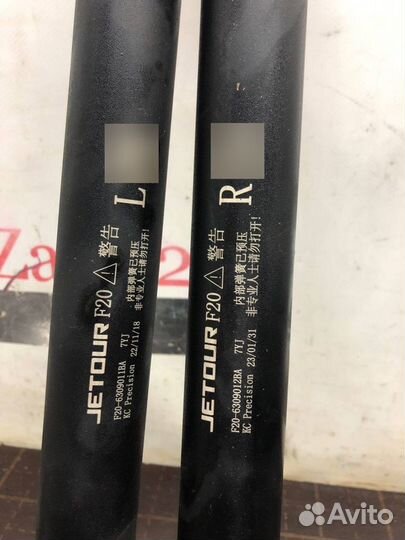 L
JETOUR F20 警告
F20-6309011BA 7YJ 内部弹簧已预压
KC Precision 22/11/18 非专业人士请勿打开!
R
JETOUR F20 警告
F20-6309012BA 7YJ 内部弹簧已预压
KC Precision 23/01/31 非专业人士请勿打开!
Za 2
Avito